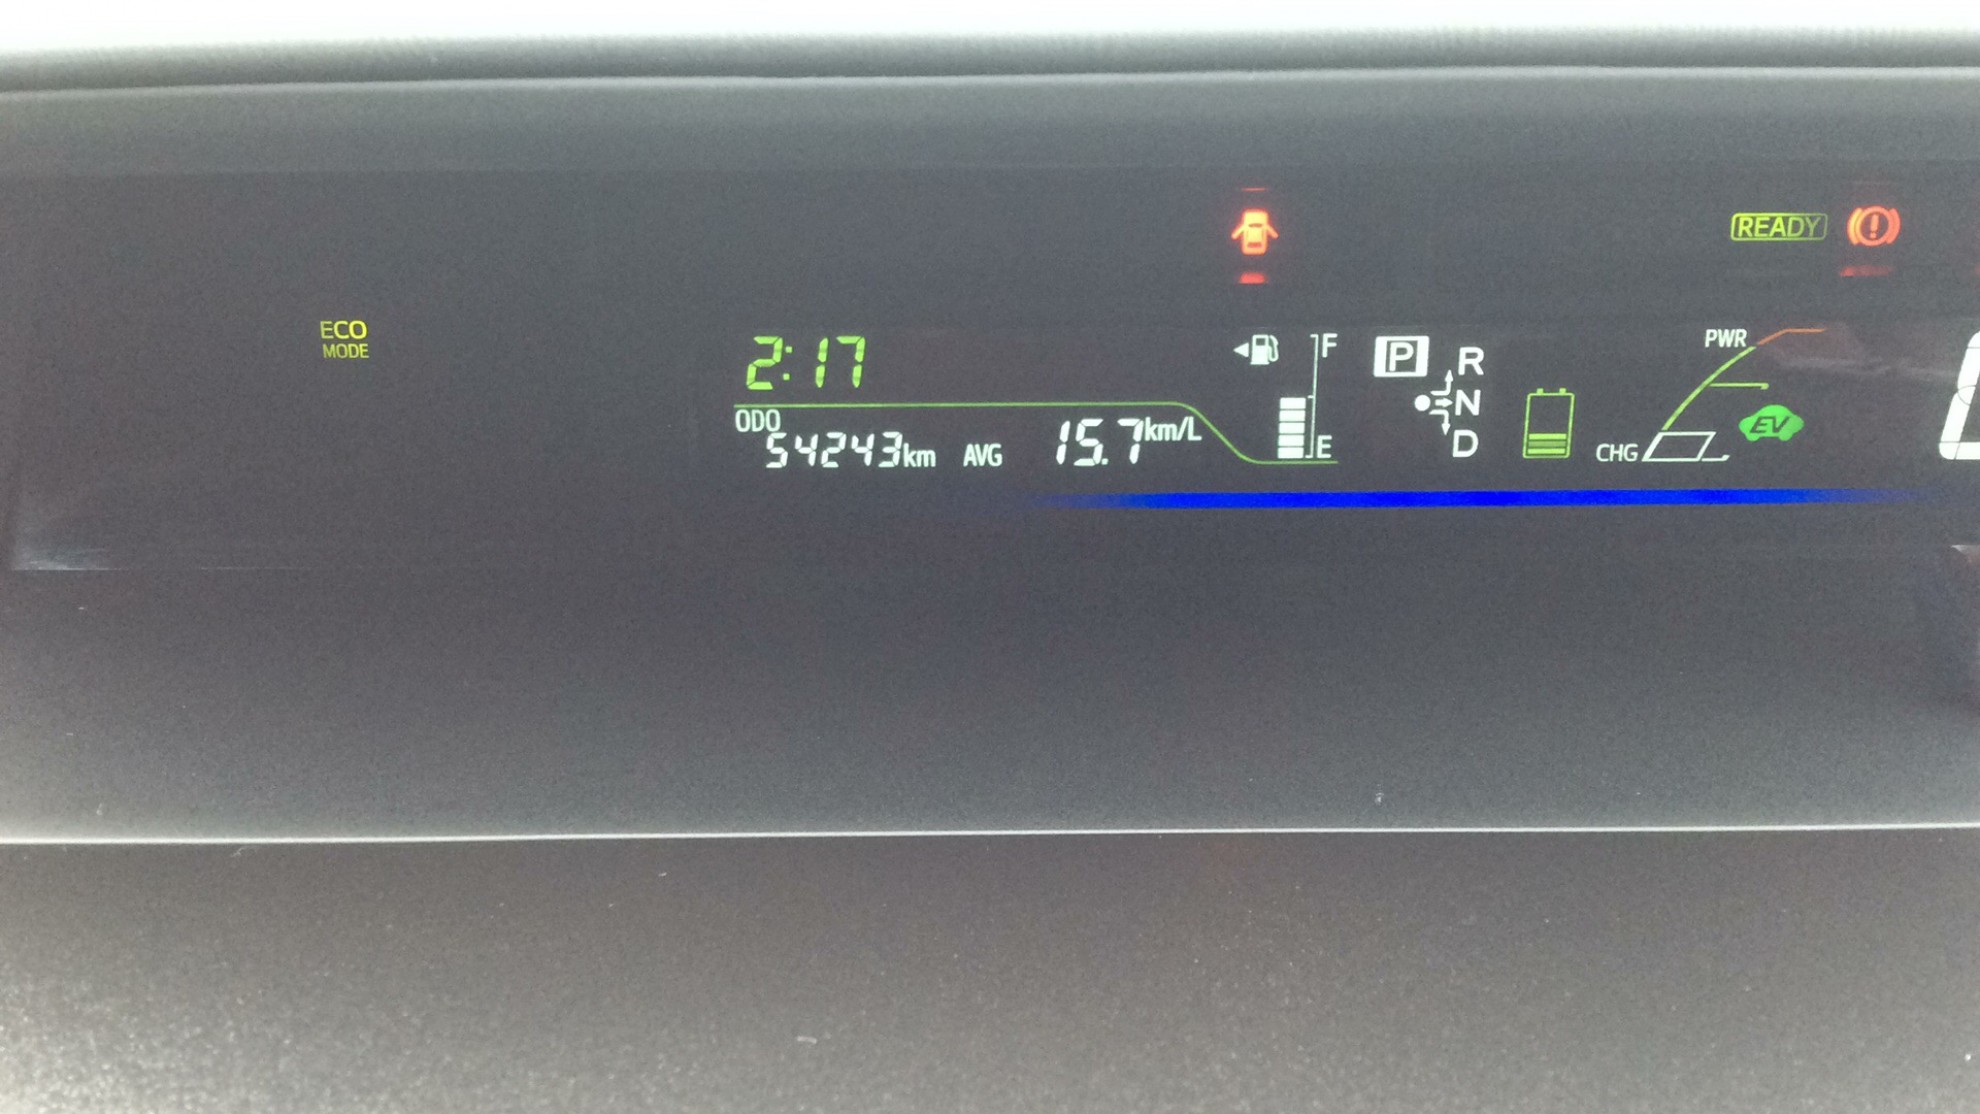 READY
ECO
MODE
2:17
F
P
R
N
D
PWR
ODO
54243km AVG 15.7km/L
E
CHG
EV